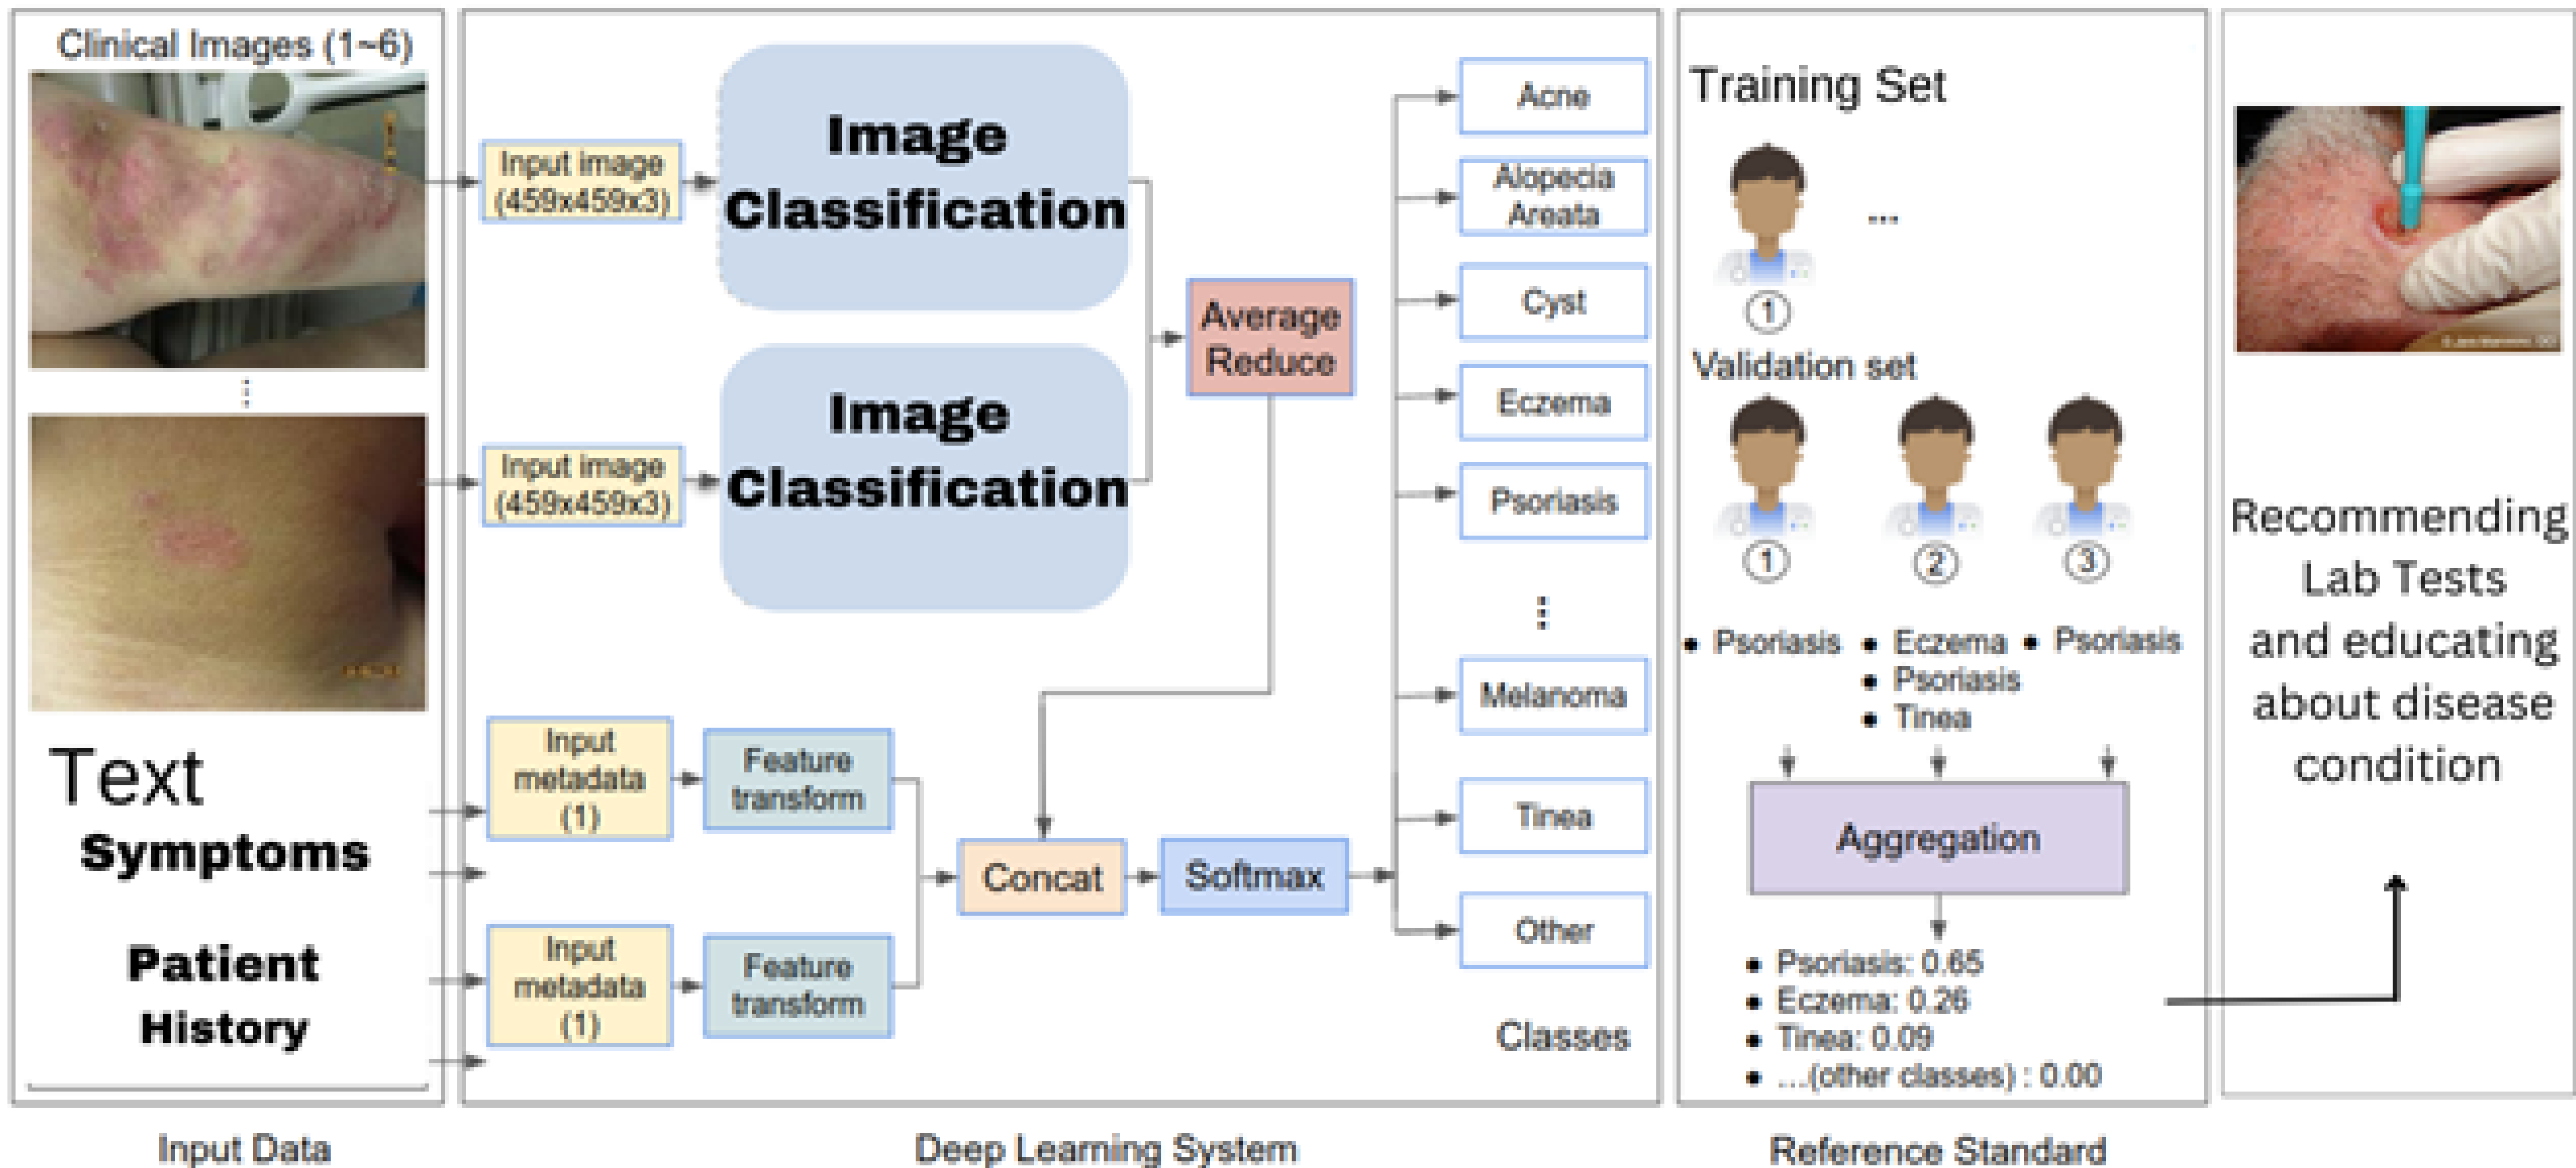 Clinical Images (1~6)
⋮
Text
Symptoms
Patient
History
Input Data
Input image
(459x459x3)
Image
Classification
Input image
(459x459x3)
Image
Classification
Average
Reduce
Input
metadata
(1)
Feature
transform
Input
metadata
(1)
Feature
transform
Concat
Softmax
Acne
Alopecia
Areata
Cyst
Eczema
Psoriasis
⋮
Melanoma
Tinea
Other
Classes
Deep Learning System
Training Set
...
1
Validation set
1 2 3
• Psoriasis • Eczema • Psoriasis
• Psoriasis
• Tinea
Aggregation
• Psoriasis: 0.65
• Eczema: 0.26
• Tinea: 0.09
• ...(other classes) : 0.00
Reference Standard
Recommending
Lab Tests
and educating
about disease
condition